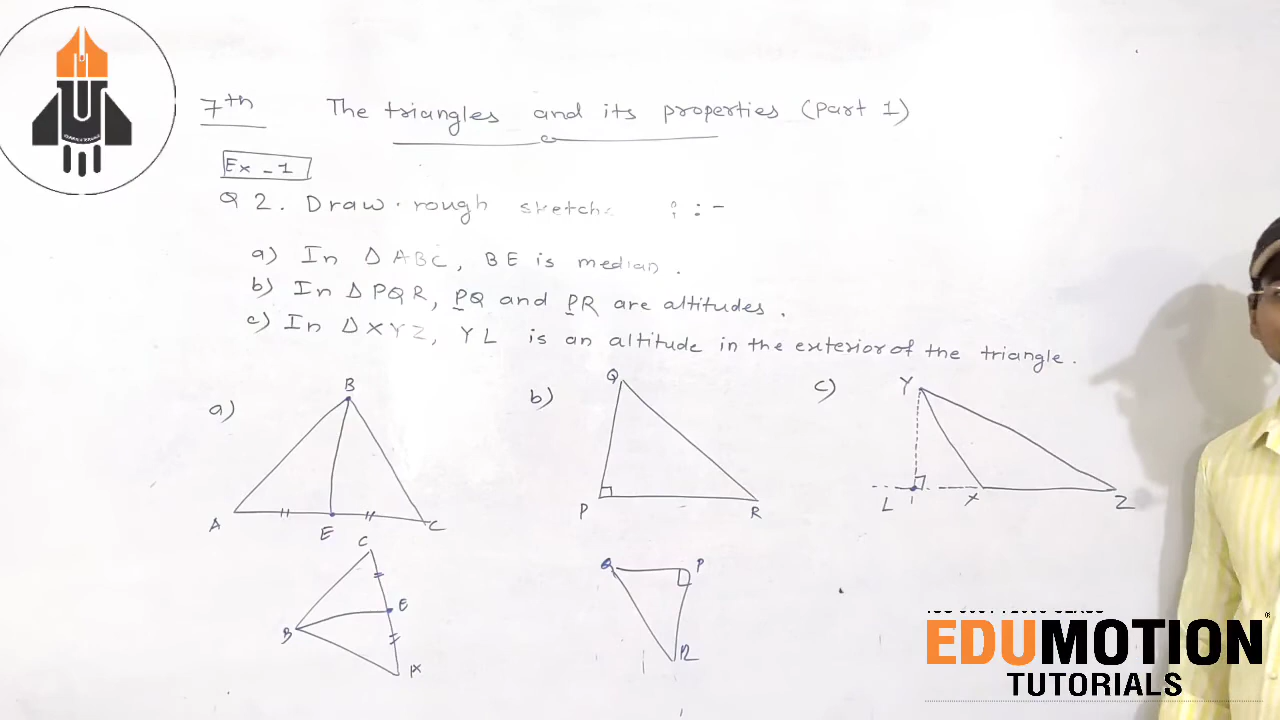 7th The triangles and its properties (Part 1)
Ex - 1
Q 2. Draw rough sketch :-
a) In Δ ABC, BE is median.
b) In Δ PQR, PQ and PR are altitudes.
c) In Δ XYZ, YL is an altitude in the exterior of the triangle.
a) B
A E C
b) Q
P R
c) Y
L X Z
C
E
B
A
Q P
R
EDUMOTION®
TUTORIALS